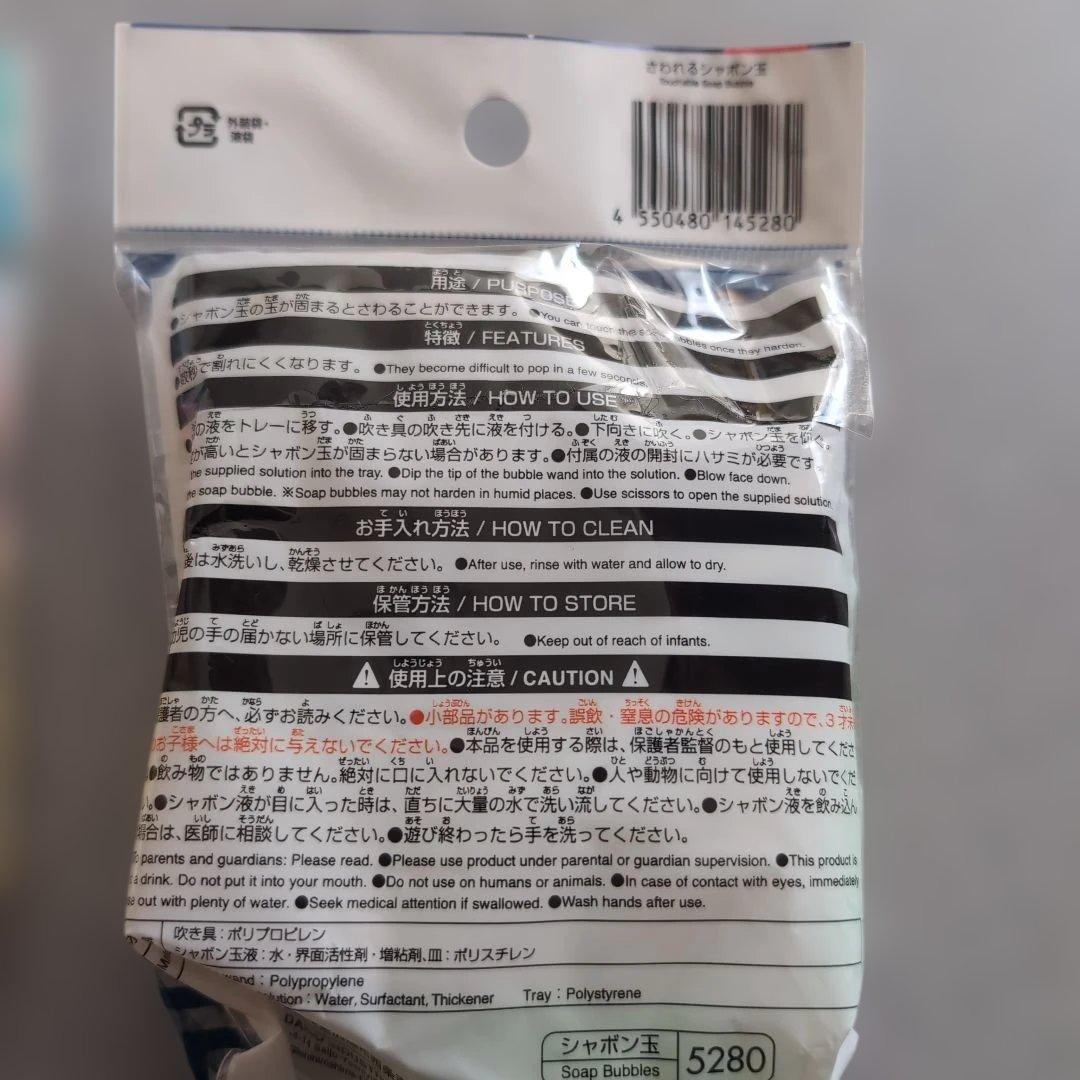 さわれるシャボン玉
Touchable Soap Bubble
プラ
外装袋・
液袋
4 550480 145280
用途 / PURPOSE
●シャボン玉の玉が固まるとさわることができます。 ●You can touch the soap bubbles once they harden.
特徴 / FEATURES
●数秒で割れにくくなります。 ●They become difficult to pop in a few seconds.
使用方法 / HOW TO USE
の液をトレーに移す。●吹き具の吹き先に液を付ける。●下向きに吹く。●シャボン玉を仰ぐ。
が高いとシャボン玉が固まらない場合があります。●付属の液の開封にハサミが必要です。
the supplied solution into the tray. ●Dip the tip of the bubble wand into the solution. ●Blow face down.
the soap bubble. ※Soap bubbles may not harden in humid places. ●Use scissors to open the supplied solution.
お手入れ方法 / HOW TO CLEAN
後は水洗いし、乾燥させてください。 ●After use, rinse with water and allow to dry.
保管方法 / HOW TO STORE
幼児の手の届かない場所に保管してください。 ●Keep out of reach of infants.
使用上の注意 / CAUTION
護者の方へ、必ずお読みください。●小部品があります。誤飲・窒息の危険がありますので、3才未
のお子様へは絶対に与えないでください。●本品を使用する際は、保護者監督のもと使用してくださ
●飲み物ではありません。絶対に口に入れないでください。●人や動物に向けて使用しないでくだ
い。●シャボン液が目に入った時は、直ちに大量の水で洗い流してください。●シャボン液を飲み込ん
場合は、医師に相談してください。●遊び終わったら手を洗ってください。
To parents and guardians: Please read. ●Please use product under parental or guardian supervision. ●This product is
a drink. Do not put it into your mouth. ●Do not use on humans or animals. ●In case of contact with eyes, immediately
se out with plenty of water. ●Seek medical attention if swallowed. ●Wash hands after use.
吹き具：ポリプロピレン
シャボン玉液：水・界面活性剤・増粘剤、皿：ポリスチレン
wand : Polypropylene
ution : Water, Surfactant, Thickener Tray : Polystyrene
シャボン玉 5280
Soap Bubbles